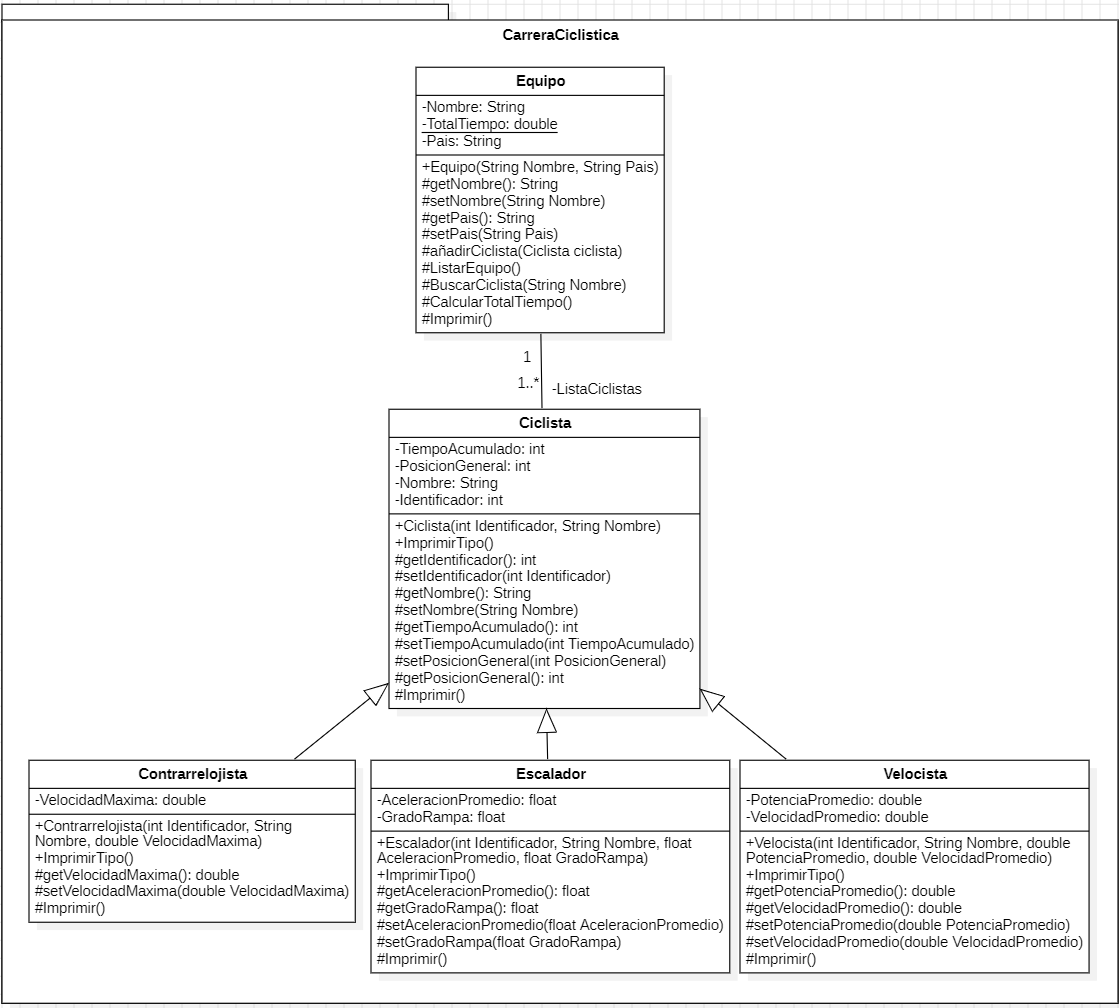 CarreraCiclistica
Equipo
-Nombre: String
-TotalTiempo: double
-Pais: String
+Equipo(String Nombre, String Pais)
#getNombre(): String
#setNombre(String Nombre)
#getPais(): String
#setPais(String Pais)
#añadirCiclista(Ciclista ciclista)
#ListarEquipo()
#BuscarCiclista(String Nombre)
#CalcularTotalTiempo()
#Imprimir()
1
1..*
-ListaCiclistas
Ciclista
-TiempoAcumulado: int
-PosicionGeneral: int
-Nombre: String
-Identificador: int
+Ciclista(int Identificador, String Nombre)
+ImprimirTipo()
#getIdentificador(): int
#setIdentificador(int Identificador)
#getNombre(): String
#setNombre(String Nombre)
#getTiempoAcumulado(): int
#setTiempoAcumulado(int TiempoAcumulado)
#setPosicionGeneral(int PosicionGeneral)
#getPosicionGeneral(): int
#Imprimir()
Contrarrelojista
-VelocidadMaxima: double
+Contrarrelojista(int Identificador, String
Nombre, double VelocidadMaxima)
+ImprimirTipo()
#getVelocidadMaxima(): double
#setVelocidadMaxima(double VelocidadMaxima)
#Imprimir()
Escalador
-AceleracionPromedio: float
-GradoRampa: float
+Escalador(int Identificador, String Nombre, float
AceleracionPromedio, float GradoRampa)
+ImprimirTipo()
#getAceleracionPromedio(): float
#getGradoRampa(): float
#setAceleracionPromedio(float AceleracionPromedio)
#setGradoRampa(float GradoRampa)
#Imprimir()
Velocista
-PotenciaPromedio: double
-VelocidadPromedio: double
+Velocista(int Identificador, String Nombre, double
PotenciaPromedio, double VelocidadPromedio)
+ImprimirTipo()
#getPotenciaPromedio(): double
#getVelocidadPromedio(): double
#setPotenciaPromedio(double PotenciaPromedio)
#setVelocidadPromedio(double VelocidadPromedio)
#Imprimir()